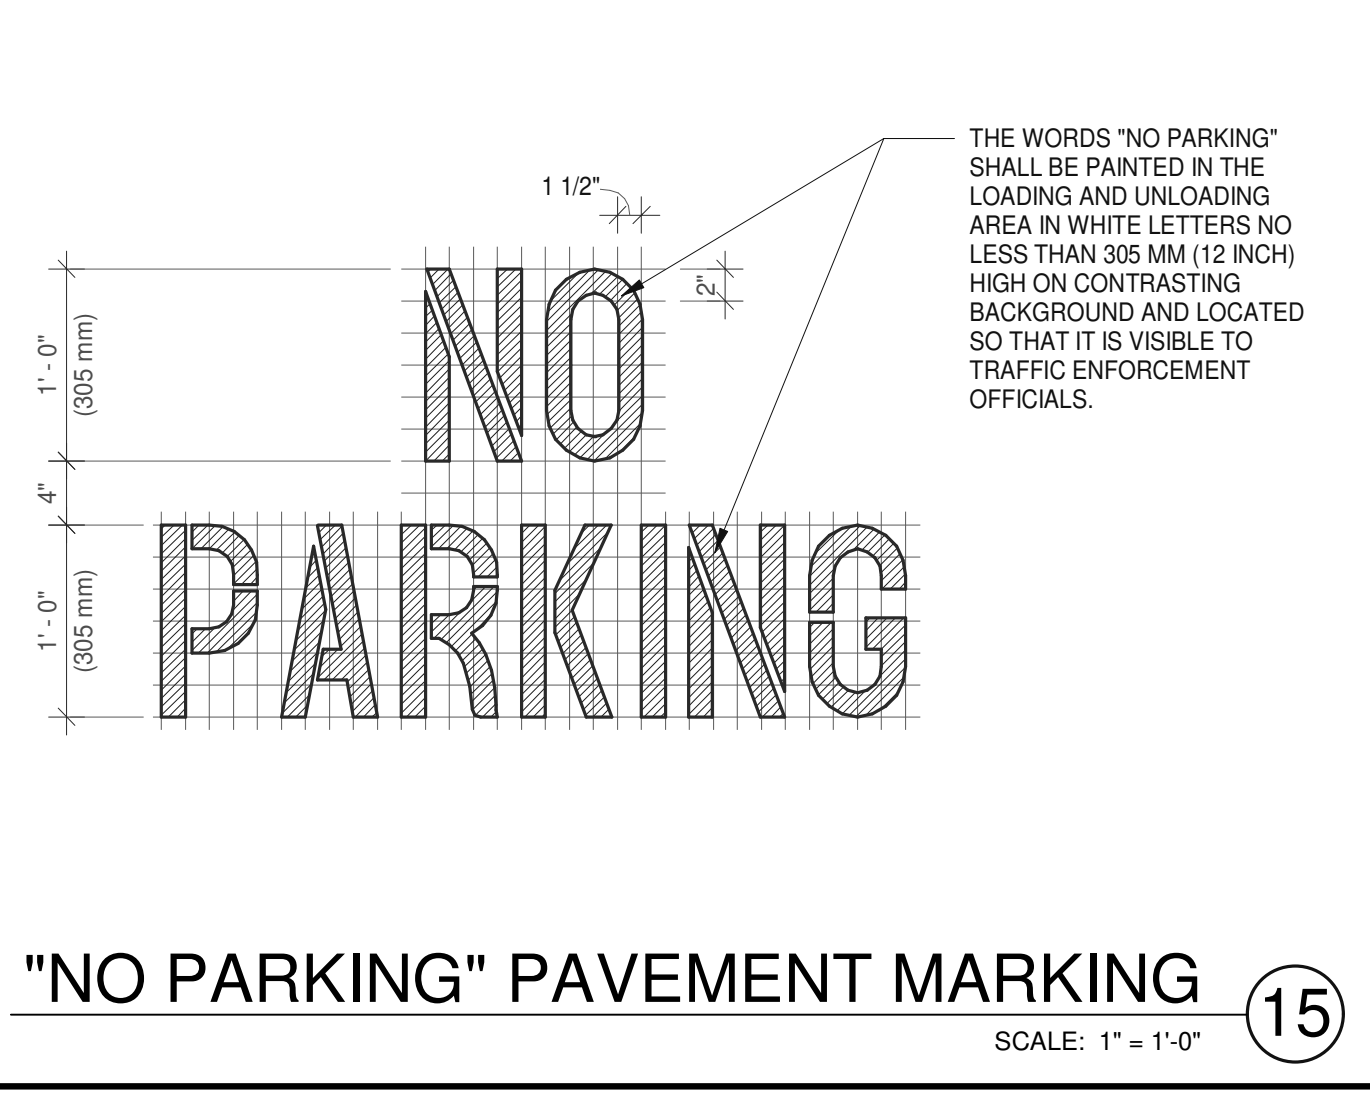 THE WORDS "NO PARKING"
SHALL BE PAINTED IN THE
LOADING AND UNLOADING
AREA IN WHITE LETTERS NO
LESS THAN 305 MM (12 INCH)
HIGH ON CONTRASTING
BACKGROUND AND LOCATED
SO THAT IT IS VISIBLE TO
TRAFFIC ENFORCEMENT
OFFICIALS.
1 1/2"
2"
1' - 0"
(305 mm)
NO
4"
1' - 0"
(305 mm)
PARKING
"NO PARKING" PAVEMENT MARKING
15
SCALE: 1" = 1'-0"